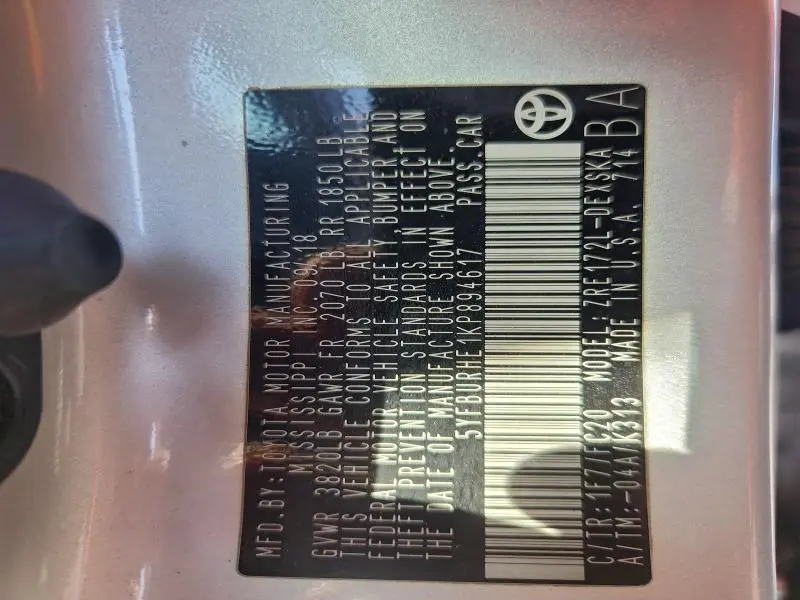 MFD.BY:TOYOTA MOTOR MANUFACTURING
MISSISSIPPI INC.09/18
GVWR 3820LB GAWR FR 2070 LB RR 1850LB
THIS VEHICLE CONFORMS TO ALL APPLICABLE
FEDERAL MOTOR VEHICLE SAFETY,BUMPER AND
THEFT PREVENTION STANDARDS IN EFFECT ON
THE DATE OF MANUFACTURE SHOWN ABOVE.
5YFBURHE1KP894617 PASS.CAR
C/TR:1F7/FC20 MODEL:ZRE172L-DEXSKA
A/TM:-04A/K313 MADE IN U.S.A. 714 BA